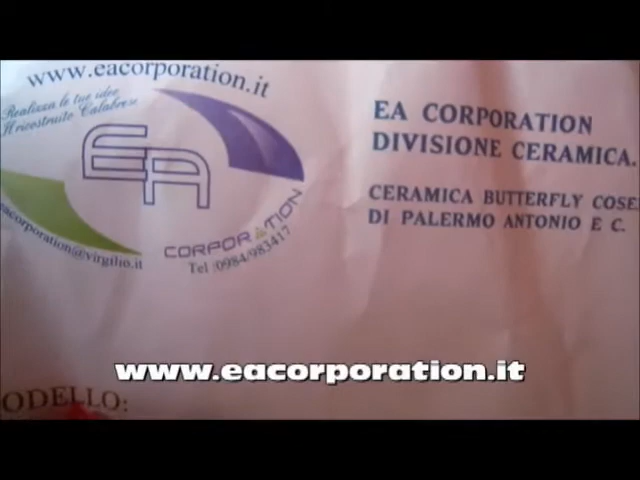 www.eacorporation.it
Realizza le tue idee
Il ricostruito Calabrese
EA
CORPORATION
eacorporation@virgilio.it
Tel :0984/983417
EA CORPORATION
DIVISIONE CERAMICA.
CERAMICA BUTTERFLY COSE
DI PALERMO ANTONIO E C.
www.eacorporation.it
ODELLO: